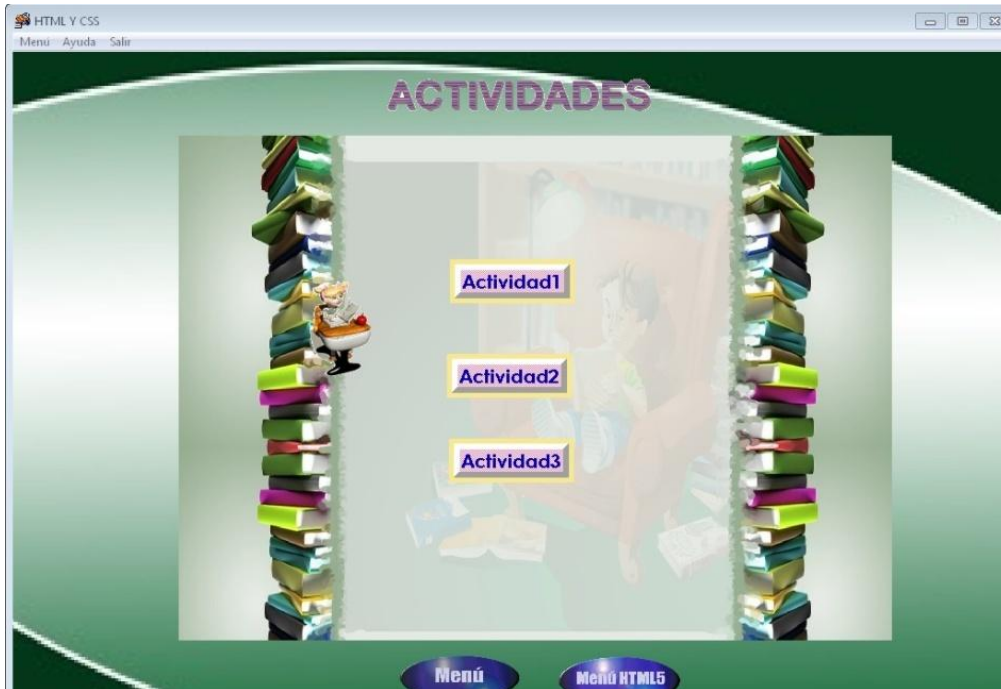 HTML Y CSS
Menú Ayuda Salir
ACTIVIDADES
Actividad1
Actividad2
Actividad3
Menú
Menú HTML5